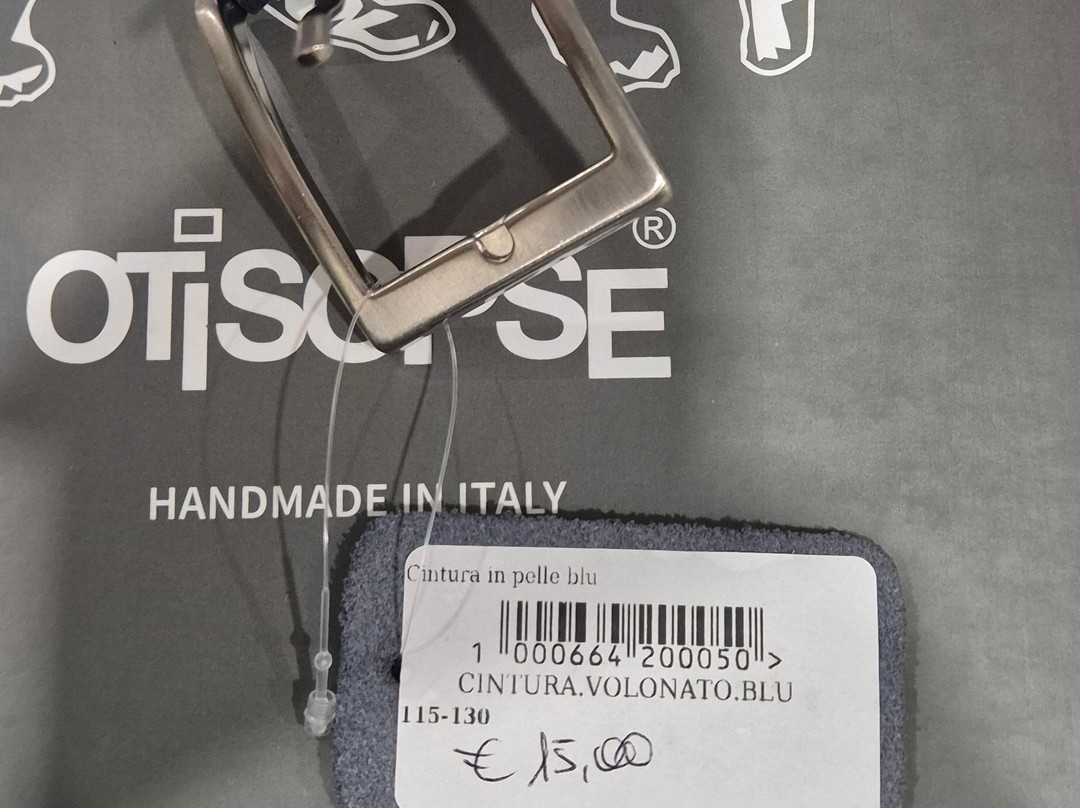 OTISOPSE®
HANDMADE IN ITALY
Cintura in pelle blu
1 000664 200050 >
CINTURA.VOLONATO.BLU
115-130
€ 15,00